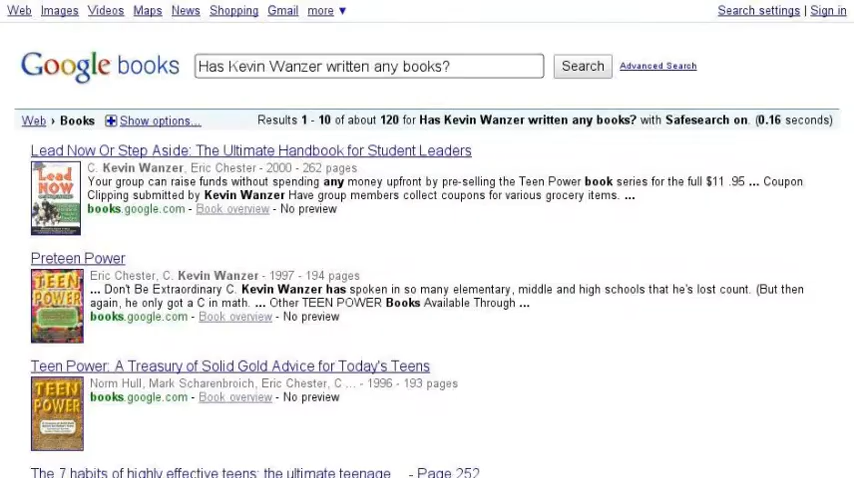 Web Images Videos Maps News Shopping Gmail more ▼ Search settings | Sign in
Google books Has Kevin Wanzer written any books? Search Advanced Search
Web › Books Show options... Results 1 - 10 of about 120 for Has Kevin Wanzer written any books? with Safesearch on. (0.16 seconds)
Lead Now Or Step Aside: The Ultimate Handbook for Student Leaders
C. Kevin Wanzer, Eric Chester - 2000 - 262 pages
Your group can raise funds without spending any money upfront by pre-selling the Teen Power book series for the full $11 .95 ... Coupon
Clipping submitted by Kevin Wanzer Have group members collect coupons for various grocery items. ...
books.google.com - Book overview - No preview
Lead
NOW
Preteen Power
Eric Chester, C. Kevin Wanzer - 1997 - 194 pages
... Don't Be Extraordinary C. Kevin Wanzer has spoken in so many elementary, middle and high schools that he's lost count. (But then
again, he only got a C in math. ... Other TEEN POWER Books Available Through ...
books.google.com - Book overview - No preview
TEEN
POWER
Teen Power: A Treasury of Solid Gold Advice for Today's Teens
Norm Hull, Mark Scharenbroich, Eric Chester, C ... - 1996 - 193 pages
books.google.com - Book overview - No preview
TEEN
POWER
The 7 habits of highly effective teens: the ultimate teenage ... - Page 252